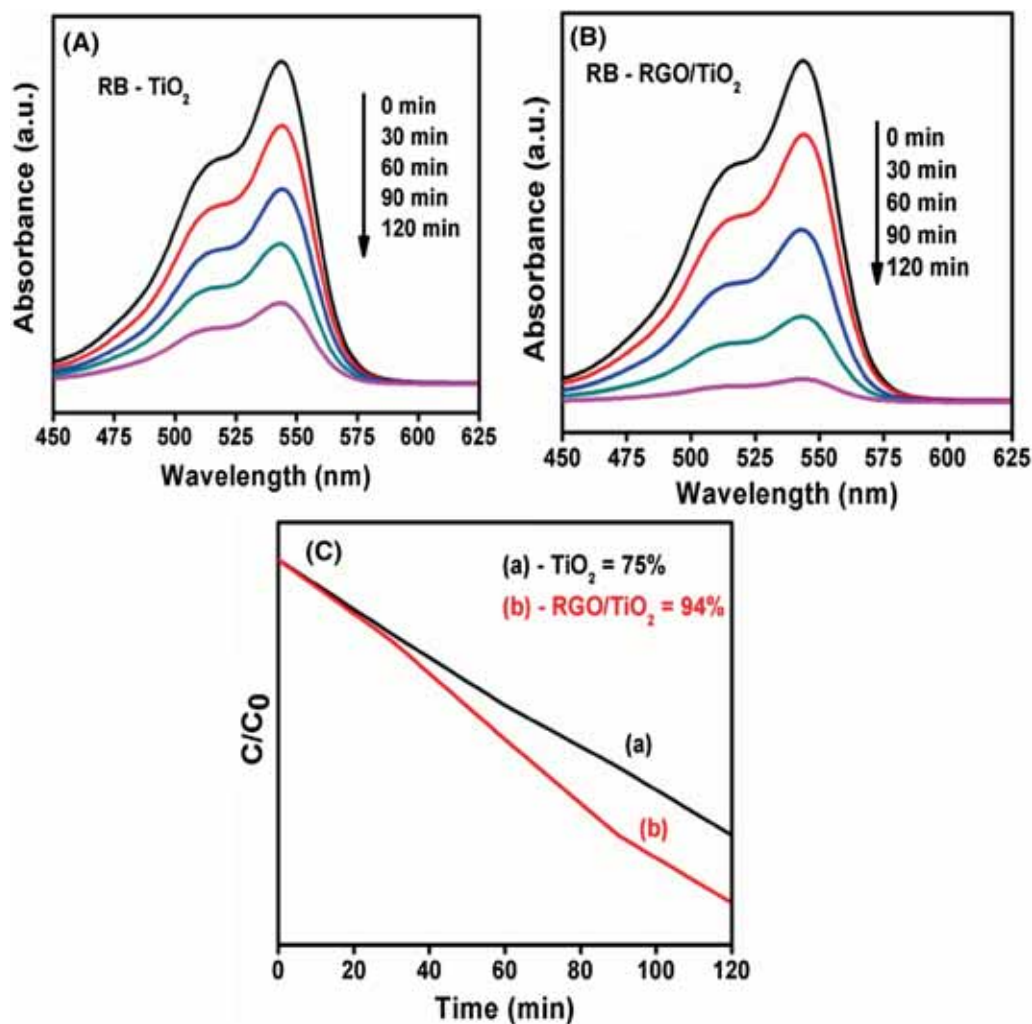 (A)
RB - TiO₂
0 min
30 min
60 min
90 min
120 min
Absorbance (a.u.)
450 475 500 525 550 575 600 625
Wavelength (nm)
(B)
RB - RGO/TiO₂
0 min
30 min
60 min
90 min
120 min
Absorbance (a.u.)
450 475 500 525 550 575 600 625
Wavelength (nm)
(C)
(a) - TiO₂ = 75%
(b) - RGO/TiO₂ = 94%
(a)
(b)
C/C₀
0 20 40 60 80 100 120
Time (min)